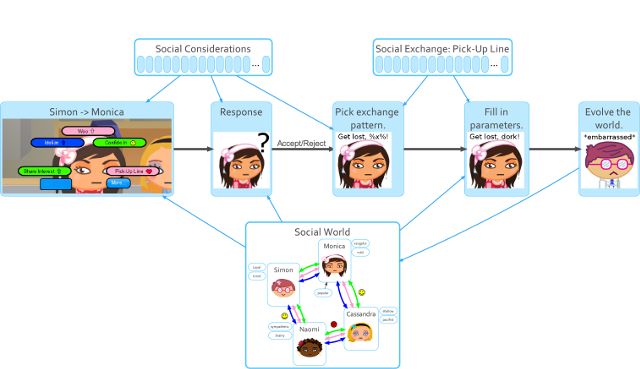 Social Considerations
...
Social Exchange: Pick-Up Line
...
Simon -> Monica
Woo
Confide In
Share Interest
Pick-Up Line
More
Response
?
Accept/Reject
Pick exchange
pattern.
Get lost, %x%!
Fill in
parameters.
Get lost, dork!
Evolve the
world.
*embarrassed*
Social World
Monica
Simon
Cassandra
Naomi